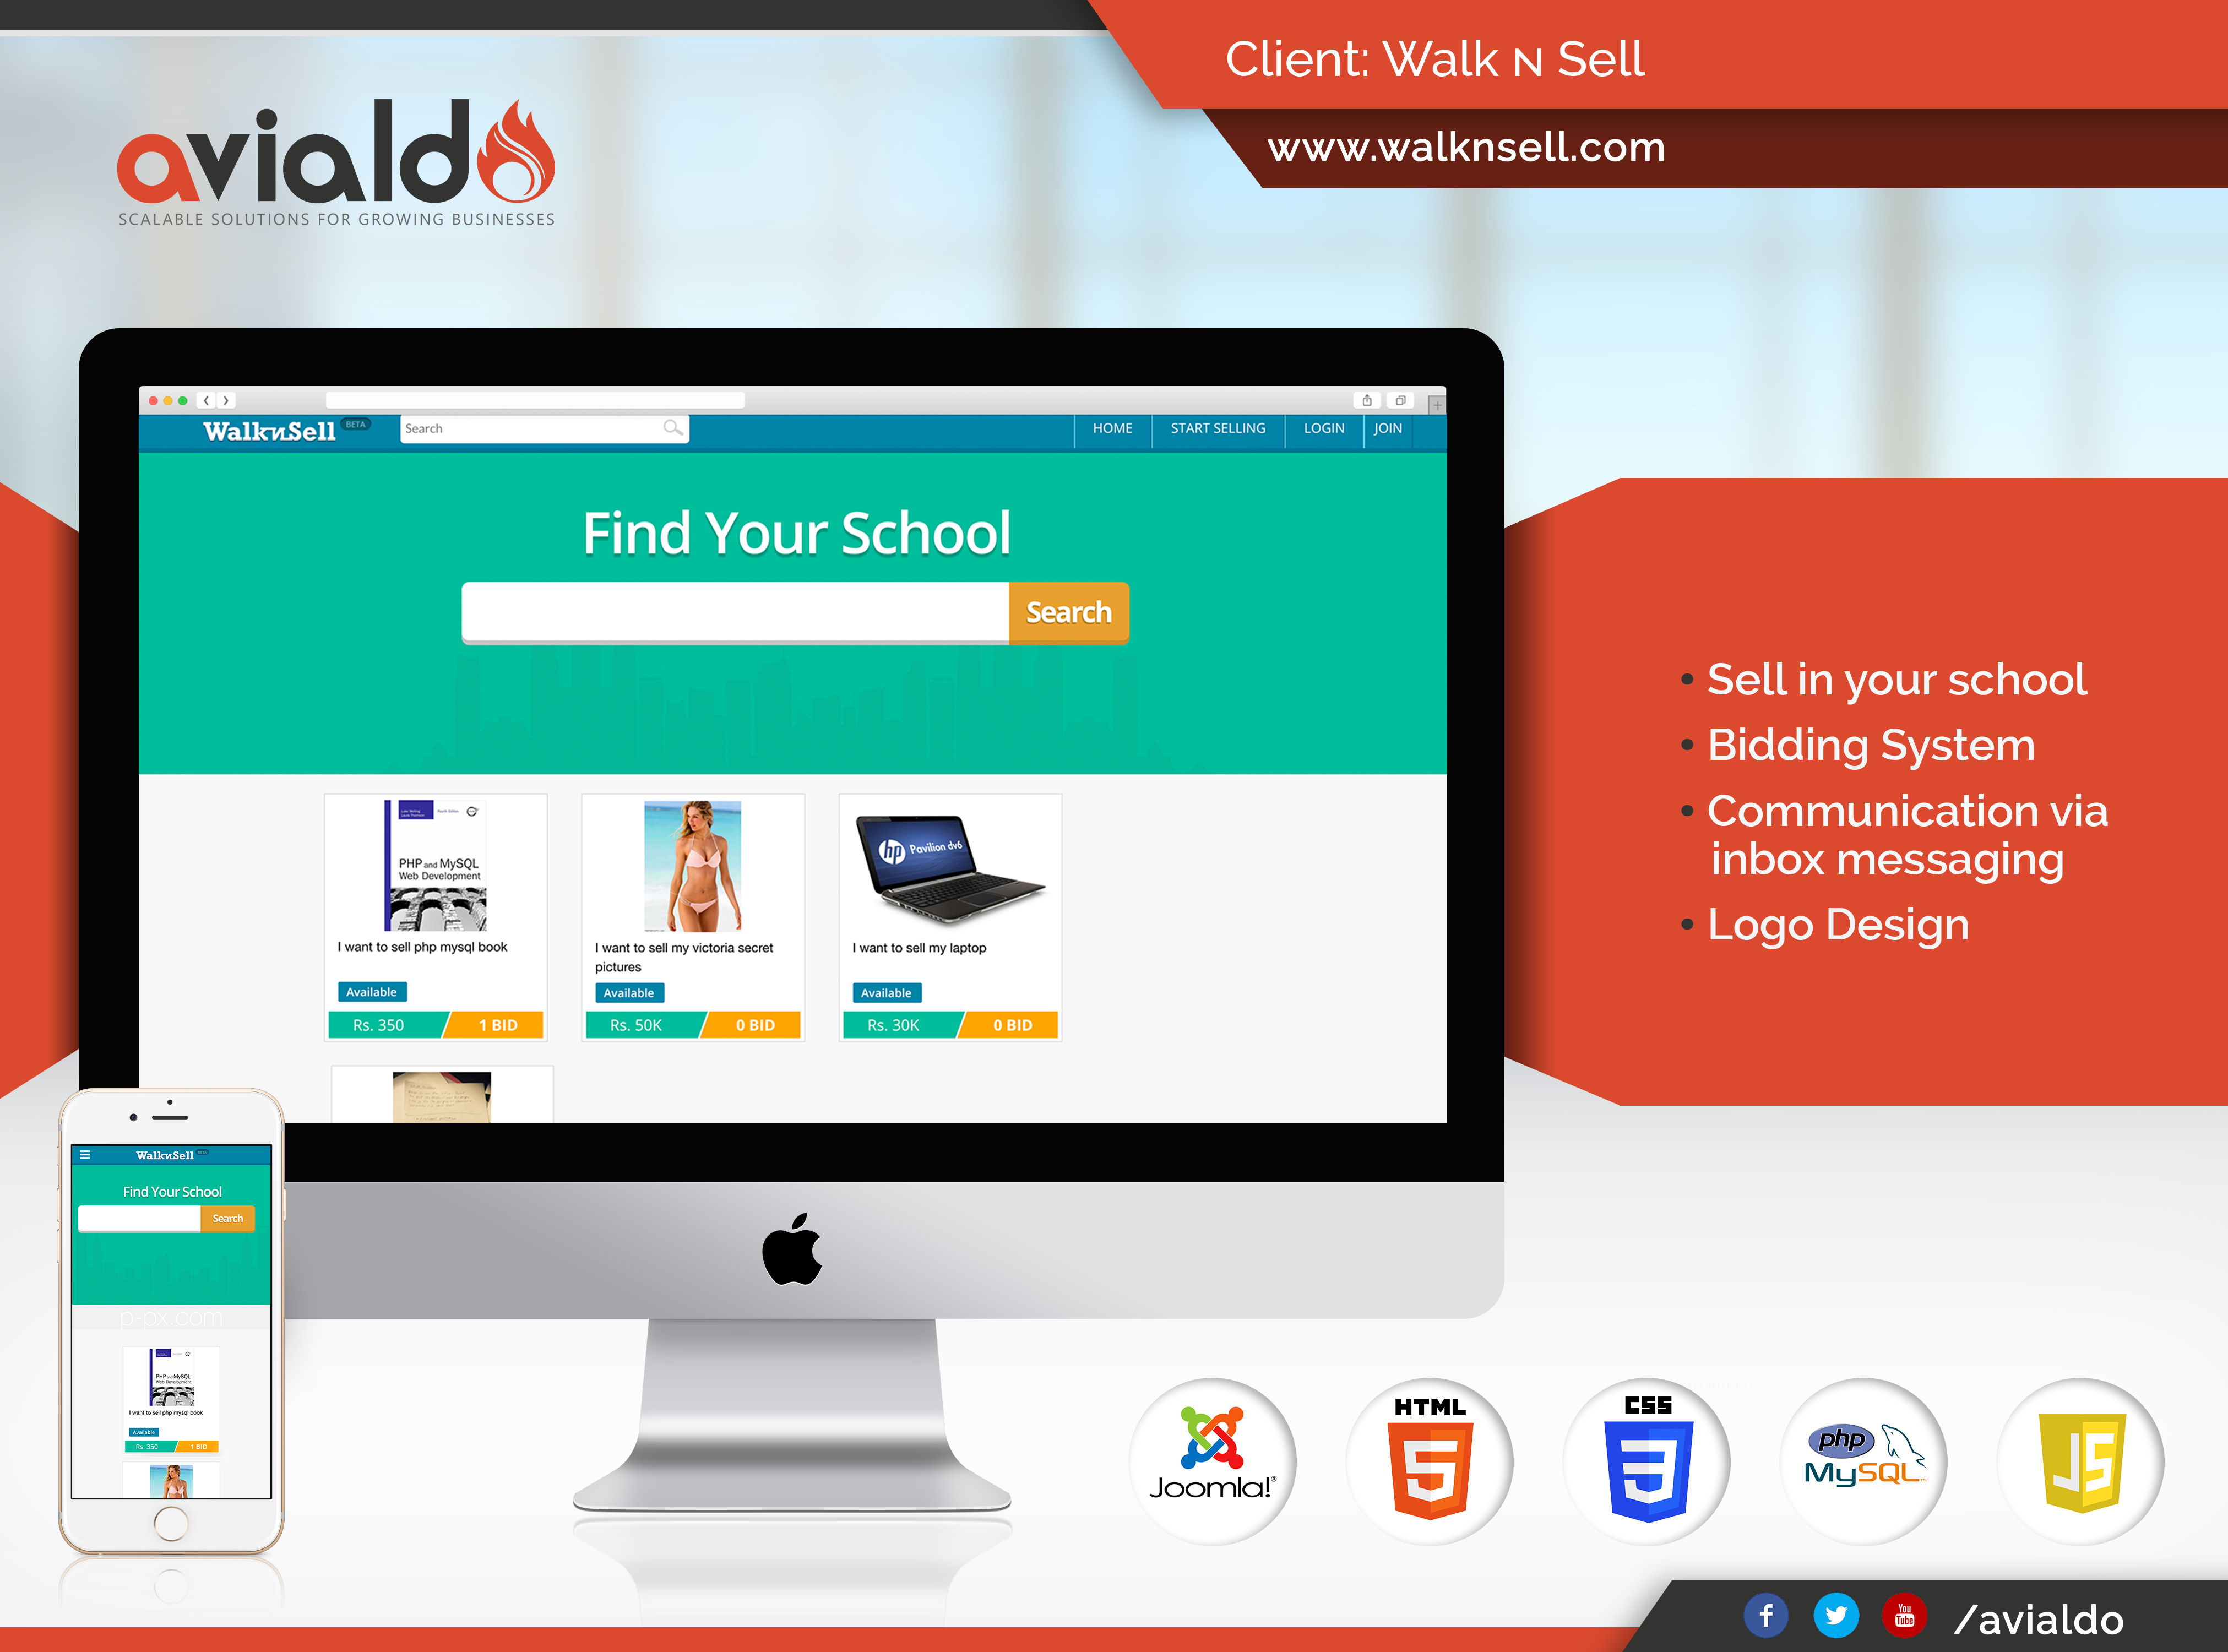 Client: Walk N Sell
www.walknsell.com
avialdo
SCALABLE SOLUTIONS FOR GROWING BUSINESSES
WalknSell BETA
Search
HOME
START SELLING
LOGIN
JOIN
Find Your School
Search
PHP and MySQL
Web Development
I want to sell php mysql book
Available
Rs. 350
1 BID
I want to sell my victoria secret
pictures
Available
Rs. 50K
0 BID
hp Pavilion dv6
I want to sell my laptop
Available
Rs. 30K
0 BID
• Sell in your school
• Bidding System
• Communication via
inbox messaging
• Logo Design
WalknSell BETA
Find Your School
Search
p-px.com
PHP and MySQL
Web Development
I want to sell php mysql book
Available
Rs. 350
1 BID
Joomla!®
HTML
5
CSS
3
php
MySQL™
JS
f
You
Tube
/avialdo